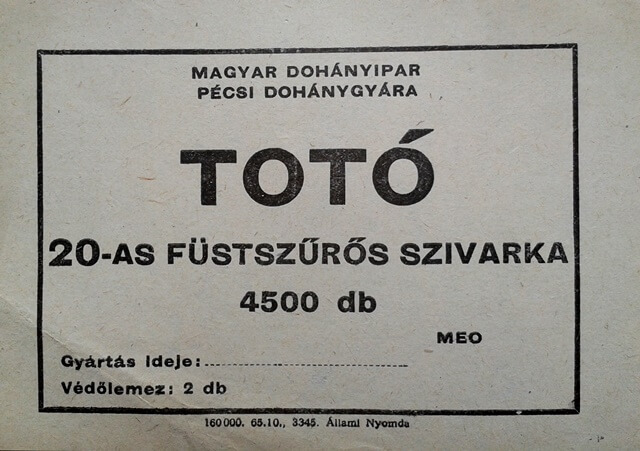 MAGYAR DOHÁNYIPAR
PÉCSI DOHÁNYGYÁRA
TOTÓ
20-AS FÜSTSZŰRŐS SZIVARKA
4500 db
MEO
Gyártás ideje:
Védőlemez: 2 db
160000. 65.10., 3345. Állami Nyomda